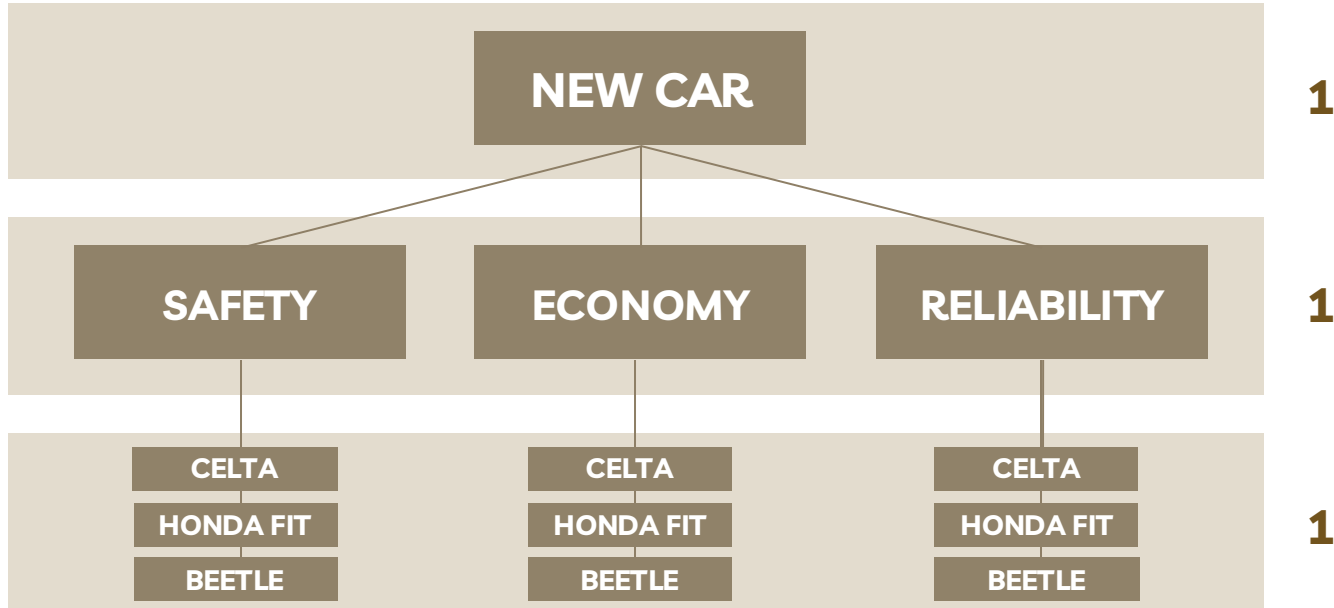 NEW CAR
1
SAFETY
ECONOMY
RELIABILITY
1
CELTA
CELTA
CELTA
HONDA FIT
HONDA FIT
HONDA FIT
1
BEETLE
BEETLE
BEETLE